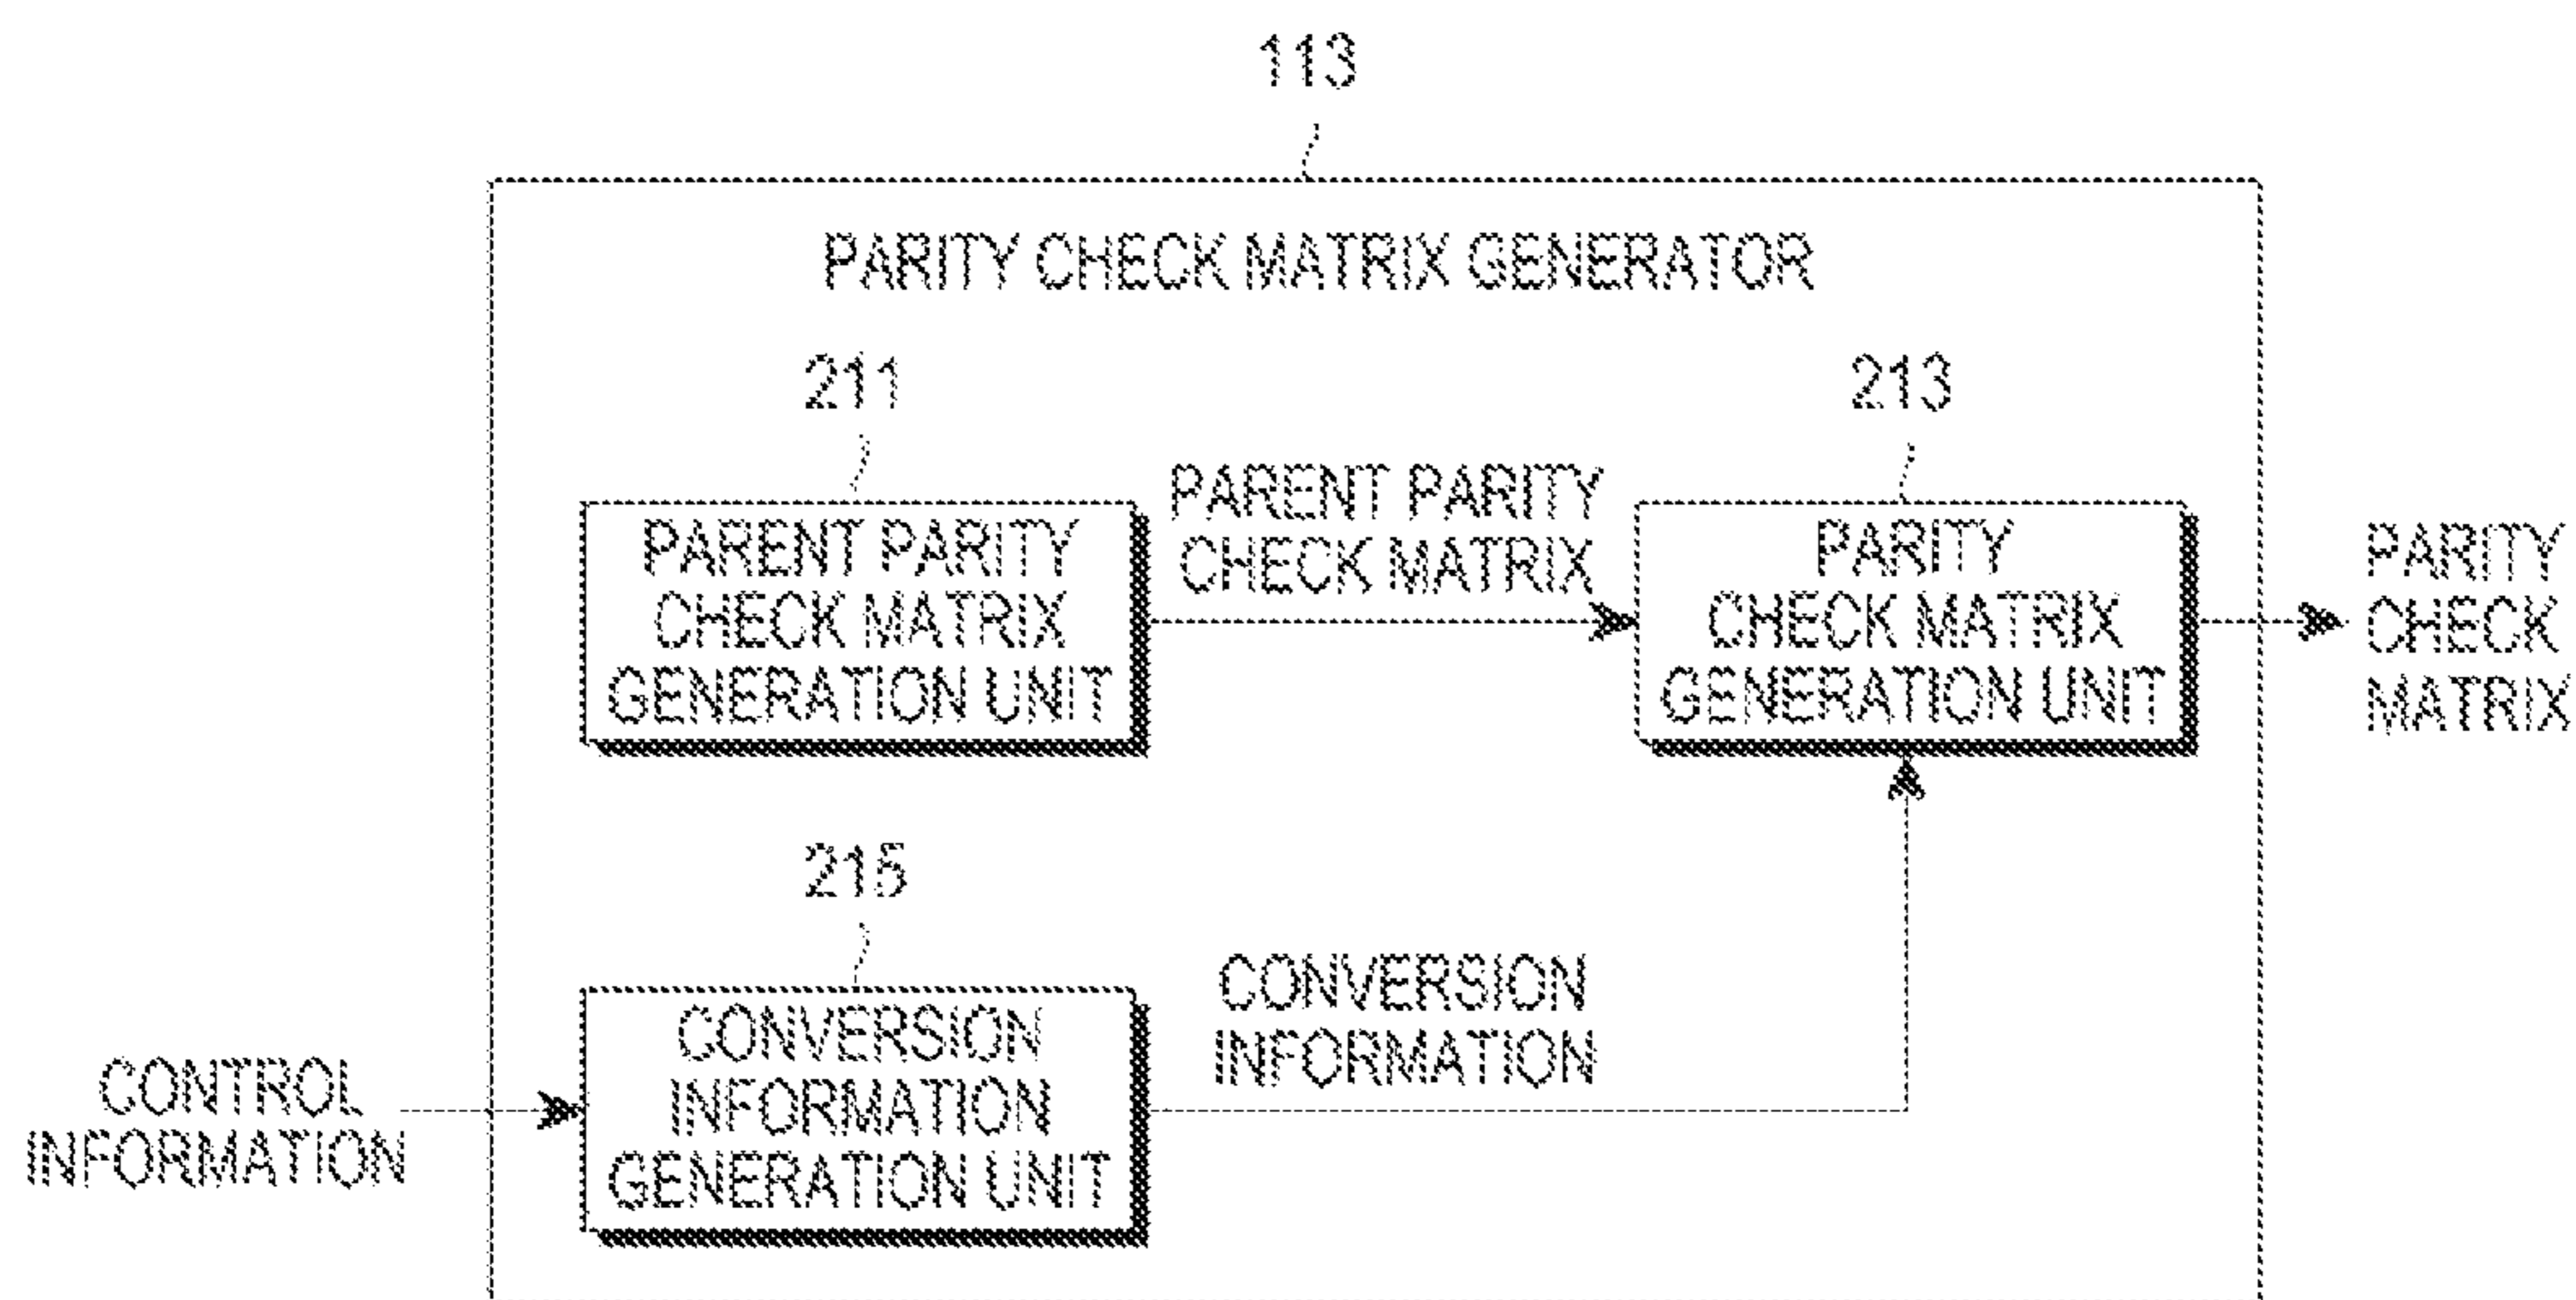 113
PARITY CHECK MATRIX GENERATOR
211
213
PARENT PARITY
CHECK MATRIX
GENERATION UNIT
PARENT PARITY
CHECK MATRIX
PARITY
CHECK MATRIX
GENERATION UNIT
PARITY
CHECK
MATRIX
215
CONTROL
INFORMATION
CONVERSION
INFORMATION
GENERATION UNIT
CONVERSION
INFORMATION